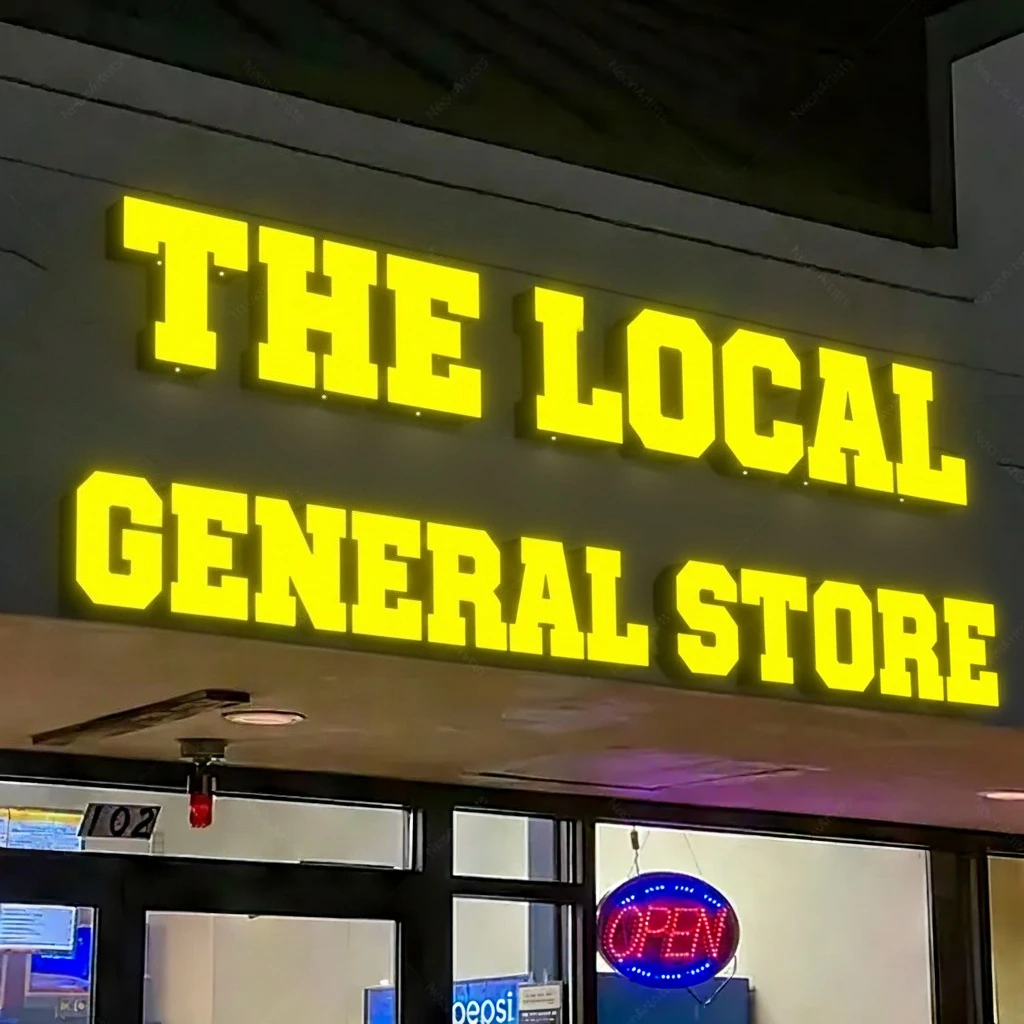 THE LOCAL
GENERAL STORE
102
OPEN
pepsi